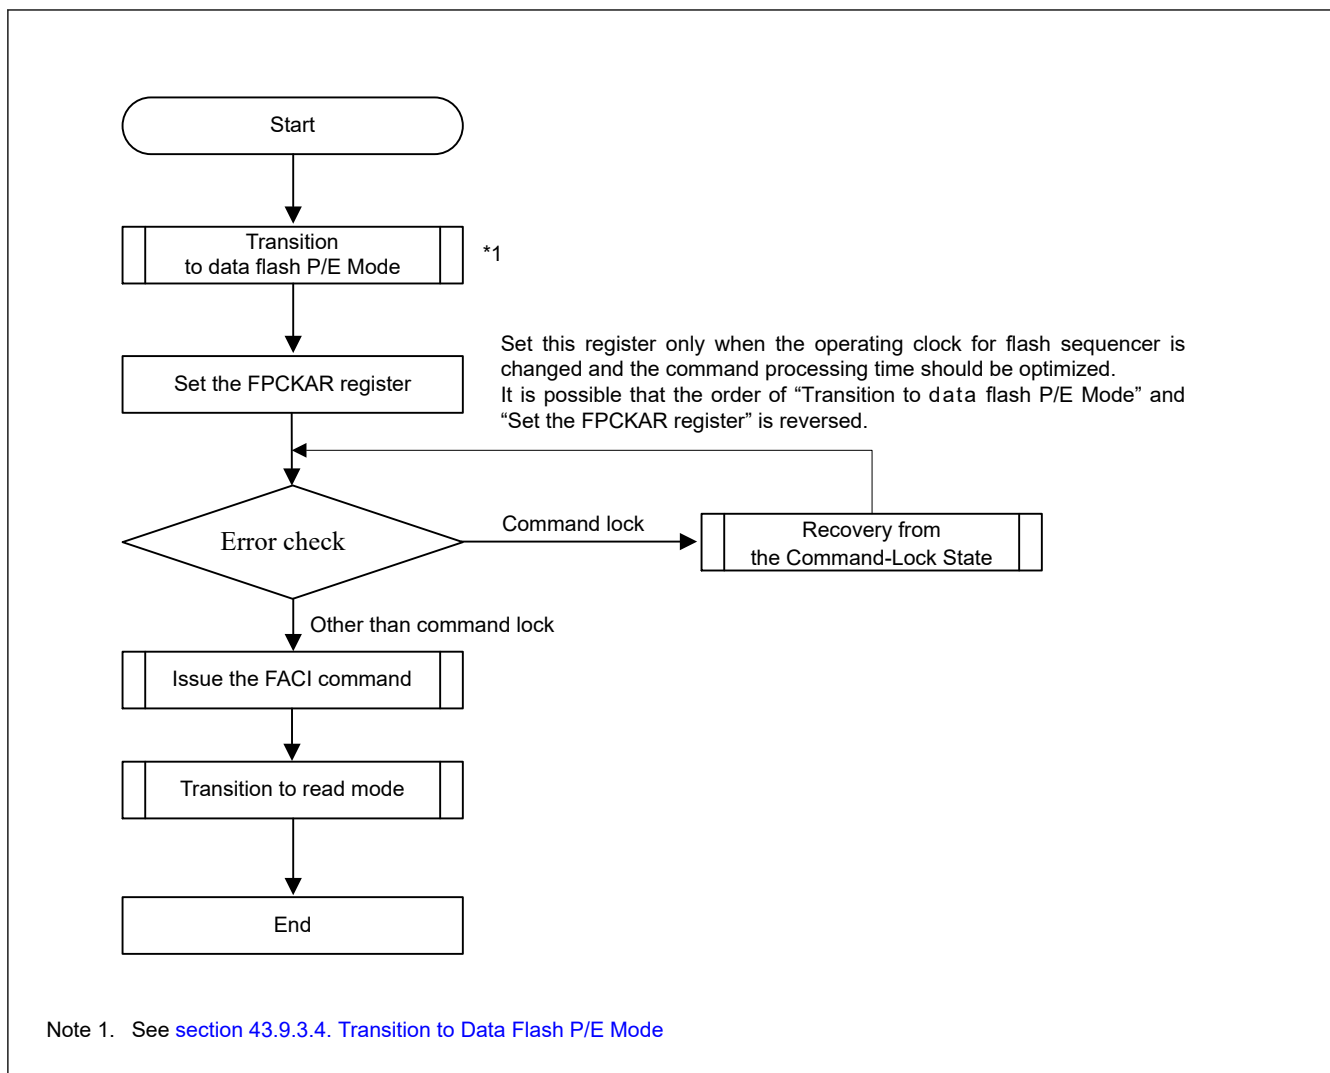 Start
Transition
to data flash P/E Mode
*1
Set this register only when the operating clock for flash sequencer is
changed and the command processing time should be optimized.
It is possible that the order of “Transition to data flash P/E Mode” and
“Set the FPCKAR register” is reversed.
Set the FPCKAR register
Error check
Command lock
Recovery from
the Command-Lock State
Other than command lock
Issue the FACI command
Transition to read mode
End
Note 1. See section 43.9.3.4. Transition to Data Flash P/E Mode